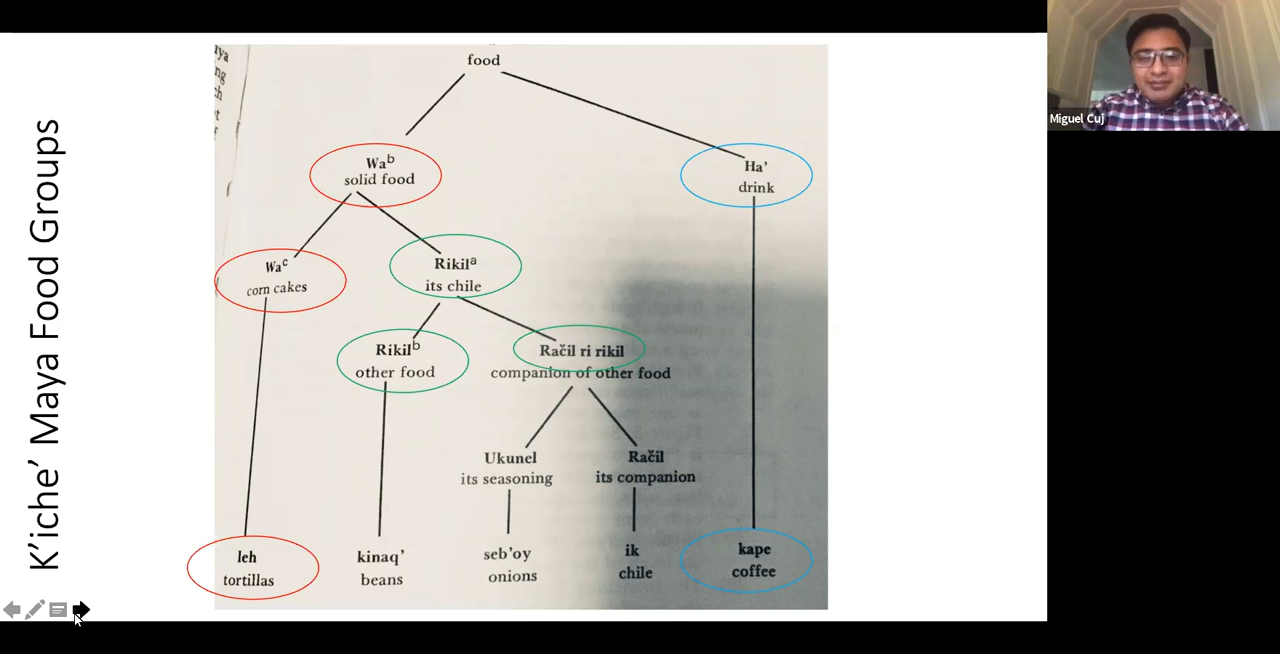 K'iche' Maya Food Groups
food
Wa^b
solid food
Ha'
drink
Wa^c
corn cakes
Rikil^a
its chile
Rikil^b
other food
Račil ri rikil
companion of other food
Ukunel
its seasoning
Račil
its companion
leh
tortillas
kinaq'
beans
seb'oy
onions
ik
chile
kape
coffee
Miguel Cuj